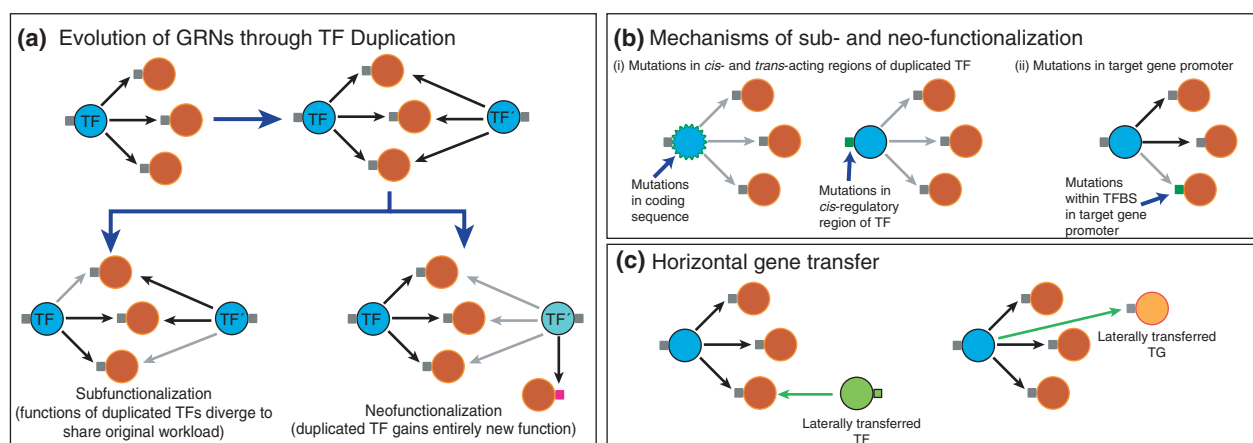 (a) Evolution of GRNs through TF Duplication
TF
TF
TF′
TF
TF′
Subfunctionalization
(functions of duplicated TFs diverge to
share original workload)
TF
TF′
Neofunctionalization
(duplicated TF gains entirely new function)
(b) Mechanisms of sub- and neo-functionalization
(i) Mutations in cis- and trans-acting regions of duplicated TF
Mutations
in coding
sequence
Mutations in
cis-regulatory
region of TF
(ii) Mutations in target gene promoter
Mutations
within TFBS
in target gene
promoter
(c) Horizontal gene transfer
Laterally transferred
TF
Laterally transferred
TG